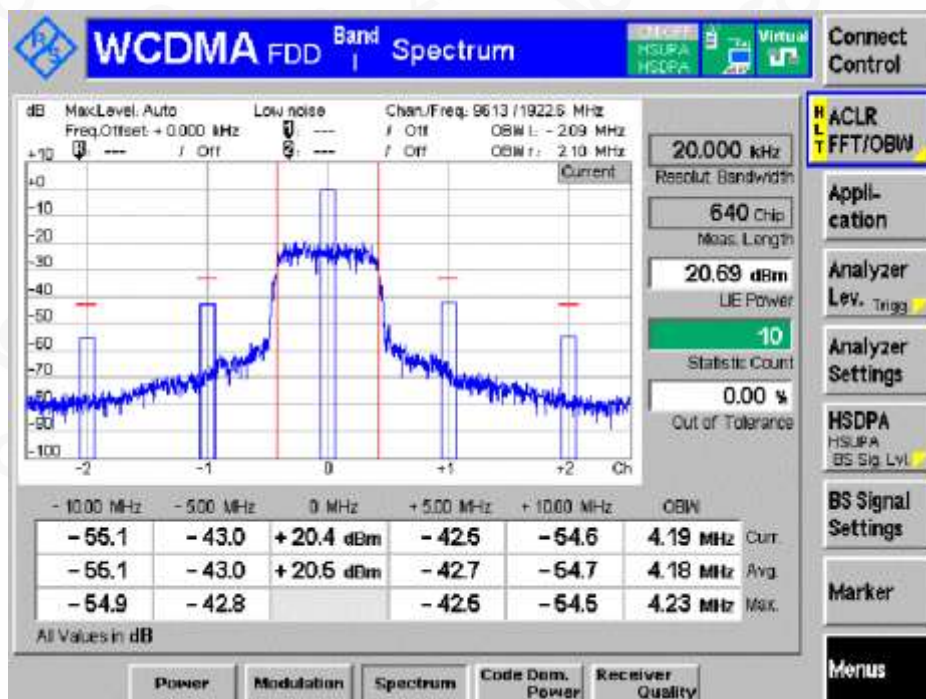 R S
WCDMA FDD Band I Spectrum
HSUPA
HSDPA
Virtual
Connect Control
dB Max.Level: Auto Low noise Chan./Freq.: 9613 /1922.6 MHz
Freq.Offset: + 0.000 kHz --- / Off OBW l.: - 2.09 MHz
--- / Off --- / Off OBW r.: 2.10 MHz
Current
+10
+0
-10
-20
-30
-40
-50
-60
-70
-80
-90
-100
-2 -1 0 +1 +2 Ch
20.000 kHz
Resolut. Bandwidth
640 Chip
Meas. Length
20.69 dBm
UE Power
10
Statistic Count
0.00 %
Out of Tolerance
- 10.00 MHz - 5.00 MHz 0 MHz + 5.00 MHz + 10.00 MHz OBW
- 55.1 - 43.0 + 20.4 dBm - 42.6 - 54.6 4.19 MHz Curr.
- 55.1 - 43.0 + 20.5 dBm - 42.7 - 54.7 4.18 MHz Avg.
- 54.9 - 42.8 - 42.6 - 54.5 4.23 MHz Max.
All Values in dB
HLT
ACLR
FFT/OBW
Appli-
cation
Analyzer
Lev. Trigg.
Analyzer
Settings
HSDPA
HSUPA
BS Sig. Lvl.
BS Signal
Settings
Marker
Menus
Power
Modulation
Spectrum
Code Dom.
Power
Receiver
Quality